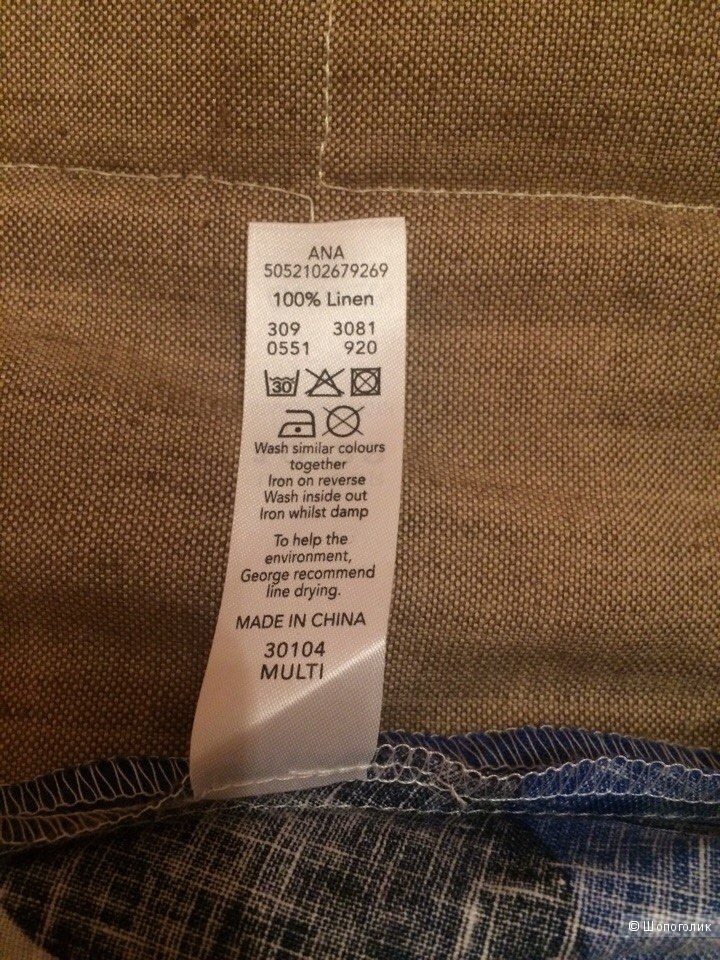 ANA
5052102679269
100% Linen
309 3081
0551 920
30
Wash similar colours
together
Iron on reverse
Wash inside out
Iron whilst damp
To help the
environment,
George recommend
line drying.
MADE IN CHINA
30104
MULTI
© Шопоголик